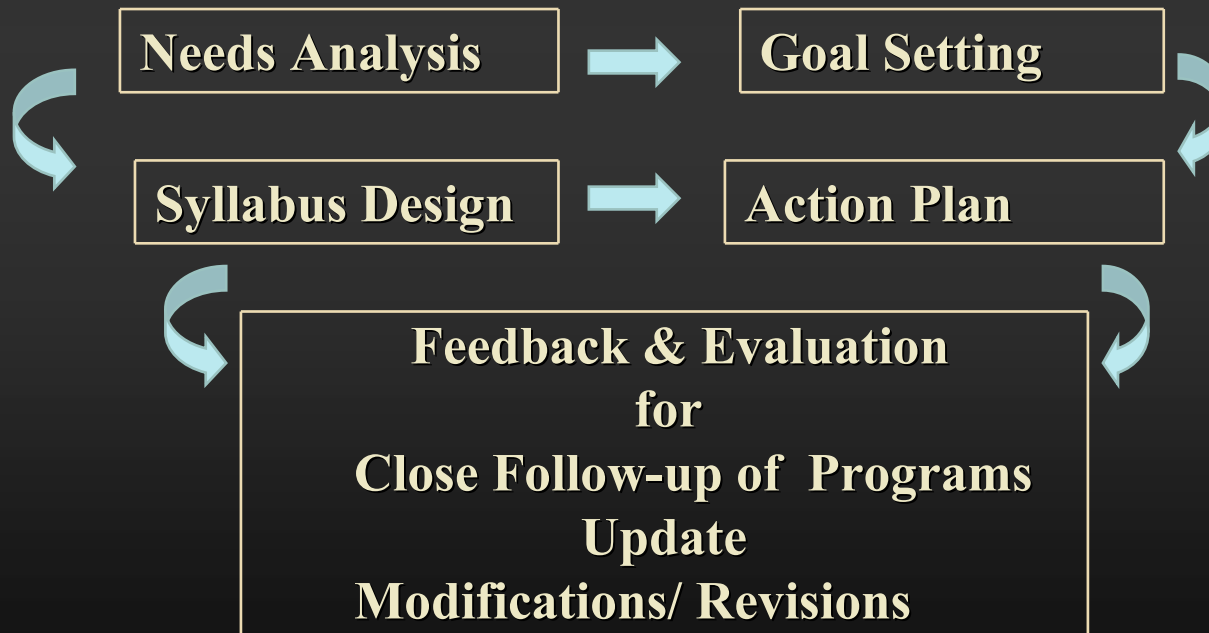 Needs Analysis
Goal Setting
Syllabus Design
Action Plan
Feedback & Evaluation
for
Close Follow-up of Programs
Update
Modifications/ Revisions